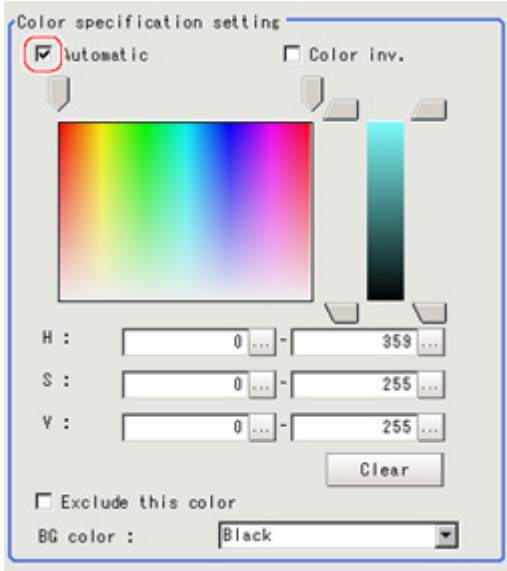 Color specification setting
Automatic Color inv.
H : 0 ... - 359 ...
S : 0 ... - 255 ...
V : 0 ... - 255 ...
Clear
Exclude this color
BG color : Black